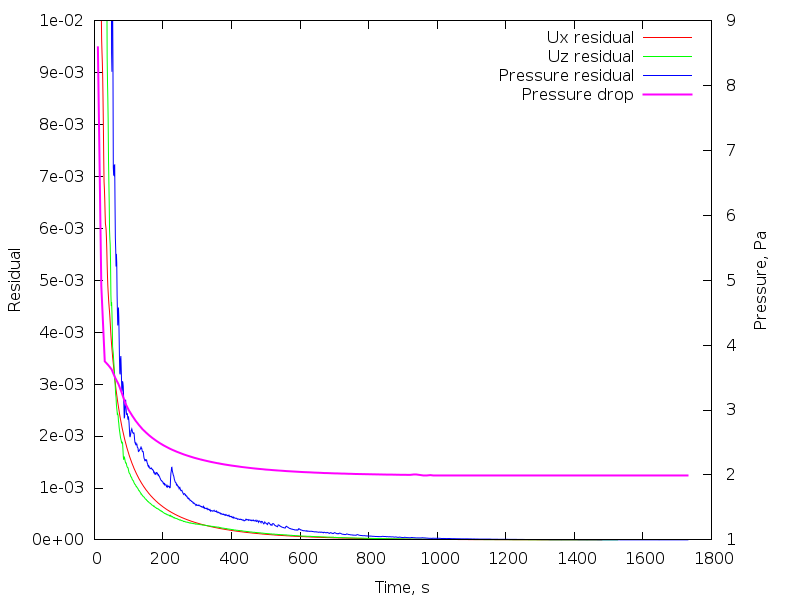 1e-02
9e-03
8e-03
7e-03
6e-03
5e-03
4e-03
3e-03
2e-03
1e-03
0e+00
Residual
Ux residual
Uz residual
Pressure residual
Pressure drop
9
8
7
6
5
4
3
2
1
Pressure, Pa
0 200 400 600 800 1000 1200 1400 1600 1800
Time, s